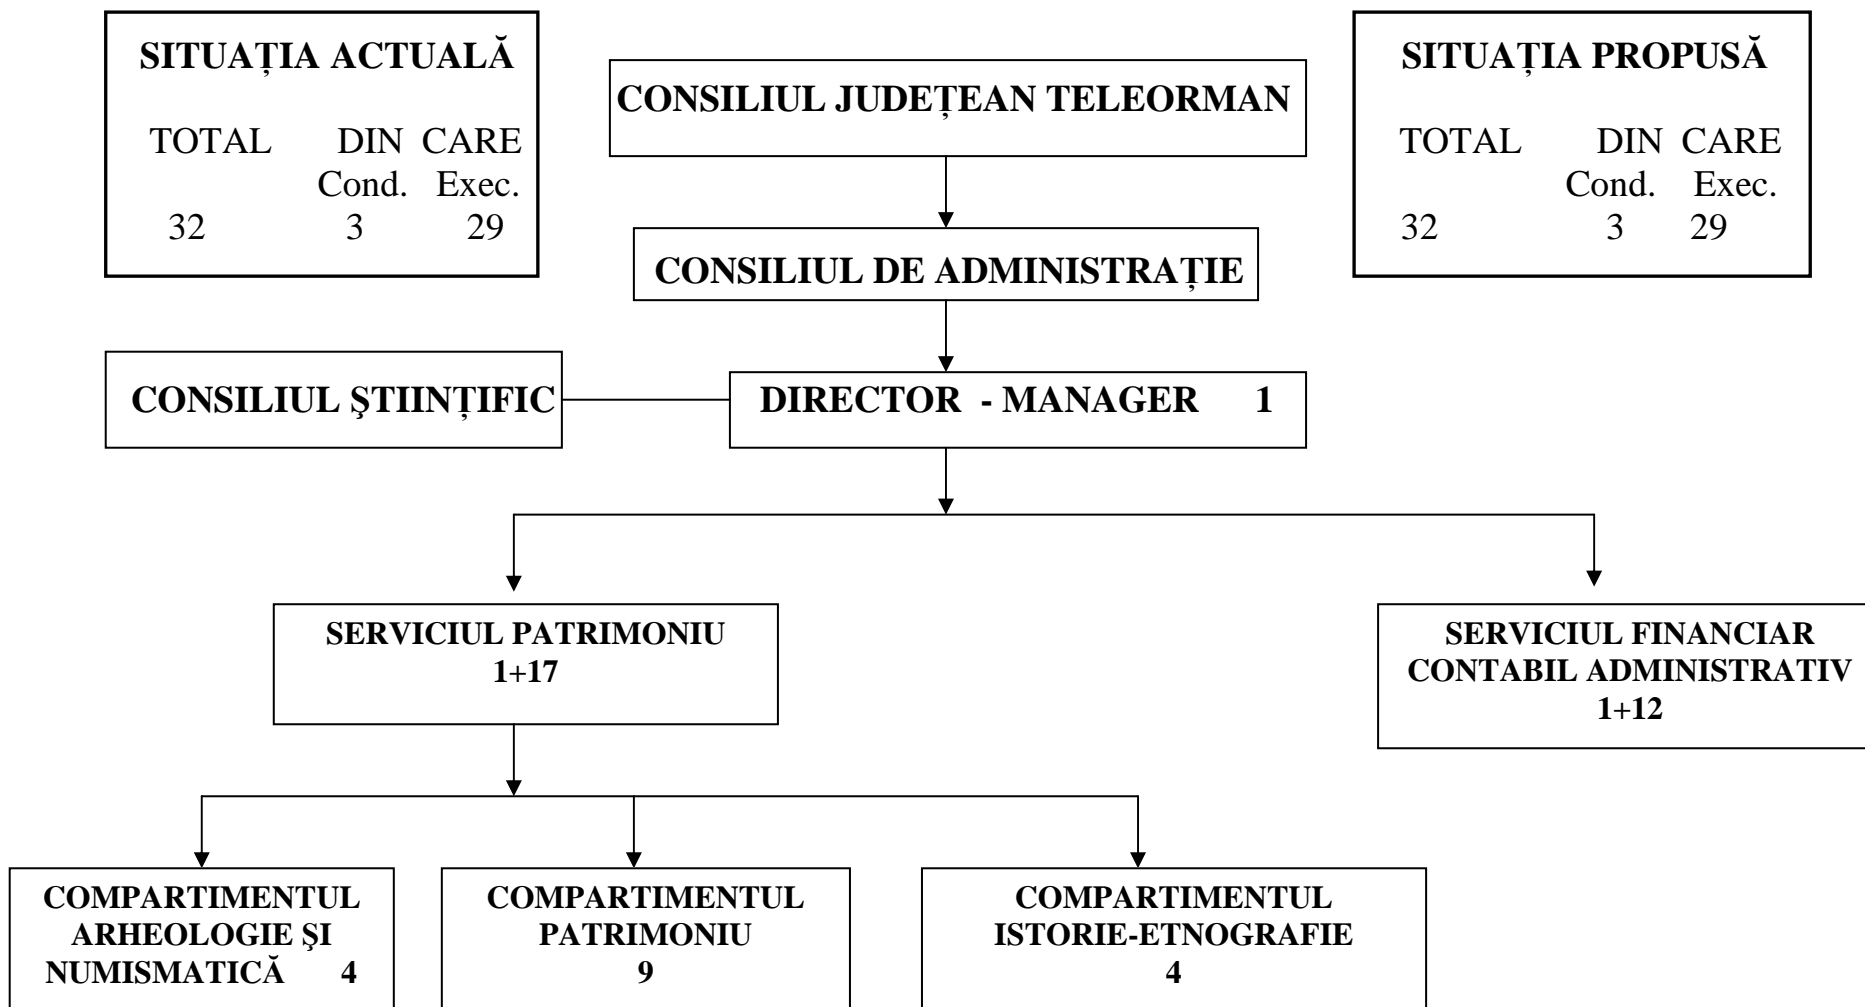 SITUAȚIA ACTUALĂ
TOTAL DIN CARE
Cond. Exec.
32 3 29
CONSILIUL JUDEȚEAN TELEORMAN
SITUAȚIA PROPUSĂ
TOTAL DIN CARE
Cond. Exec.
32 3 29
CONSILIUL DE ADMINISTRAȚIE
CONSILIUL ŞTIINȚIFIC
DIRECTOR - MANAGER 1
SERVICIUL PATRIMONIU
1+17
SERVICIUL FINANCIAR
CONTABIL ADMINISTRATIV
1+12
COMPARTIMENTUL
ARHEOLOGIE ŞI
NUMISMATICĂ 4
COMPARTIMENTUL
PATRIMONIU
9
COMPARTIMENTUL
ISTORIE-ETNOGRAFIE
4